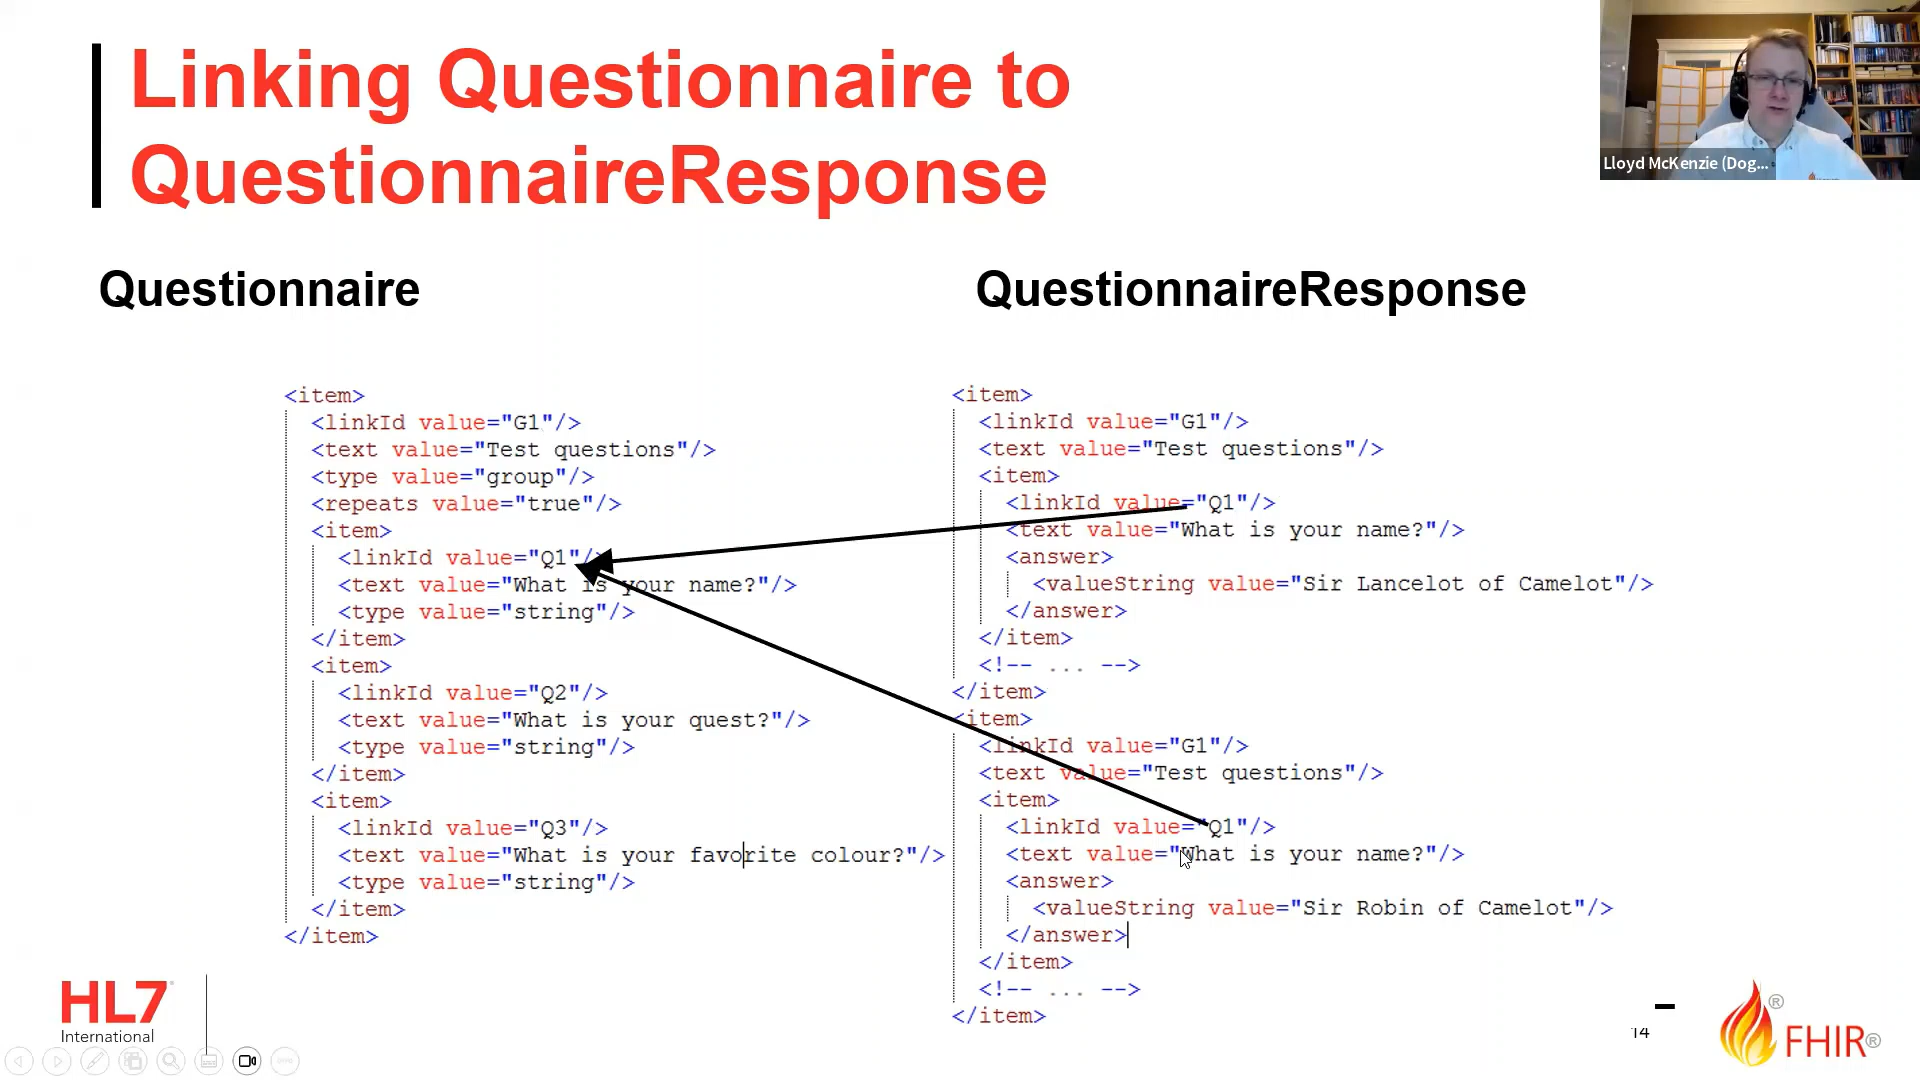 Linking Questionnaire to
QuestionnaireResponse
Lloyd McKenzie (Dog...
Questionnaire
<item>
<linkId value="G1"/>
<text value="Test questions"/>
<type value="group"/>
<repeats value="true"/>
<item>
<linkId value="Q1"/>
<text value="What is your name?"/>
<type value="string"/>
</item>
<item>
<linkId value="Q2"/>
<text value="What is your quest?"/>
<type value="string"/>
</item>
<item>
<linkId value="Q3"/>
<text value="What is your favorite colour?"/>
<type value="string"/>
</item>
</item>
QuestionnaireResponse
<item>
<linkId value="G1"/>
<text value="Test questions"/>
<item>
<linkId value="Q1"/>
<text value="What is your name?"/>
<answer>
<valueString value="Sir Lancelot of Camelot"/>
</answer>
</item>
<!-- ... -->
</item>
<item>
<linkId value="G1"/>
<text value="Test questions"/>
<item>
<linkId value="Q1"/>
<text value="What is your name?"/>
<answer>
<valueString value="Sir Robin of Camelot"/>
</answer>
</item>
<!-- ... -->
</item>
HL7
International
14
FHIR®